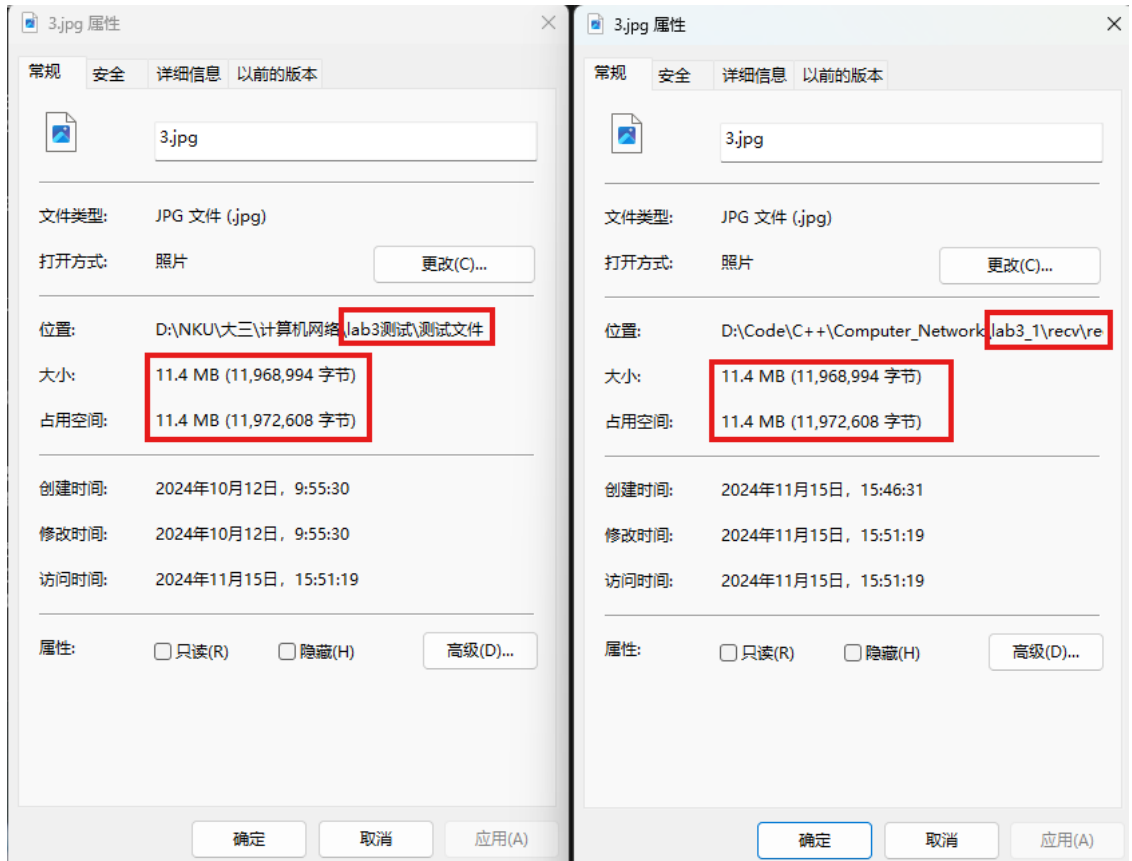 3.jpg 属性
常规 安全 详细信息 以前的版本
3.jpg
文件类型: JPG 文件 (.jpg)
打开方式: 照片 更改(C)...
位置: D:\NKU\大三\计算机网络\lab3测试\测试文件
大小: 11.4 MB (11,968,994 字节)
占用空间: 11.4 MB (11,972,608 字节)
创建时间: 2024年10月12日，9:55:30
修改时间: 2024年10月12日，9:55:30
访问时间: 2024年11月15日，15:51:19
属性: 只读(R) 隐藏(H) 高级(D)...
确定 取消 应用(A)
3.jpg 属性
常规 安全 详细信息 以前的版本
3.jpg
文件类型: JPG 文件 (.jpg)
打开方式: 照片 更改(C)...
位置: D:\Code\C++\Computer_Network\lab3_1\recv\re
大小: 11.4 MB (11,968,994 字节)
占用空间: 11.4 MB (11,972,608 字节)
创建时间: 2024年11月15日，15:46:31
修改时间: 2024年11月15日，15:51:19
访问时间: 2024年11月15日，15:51:19
属性: 只读(R) 隐藏(H) 高级(D)...
确定 取消 应用(A)